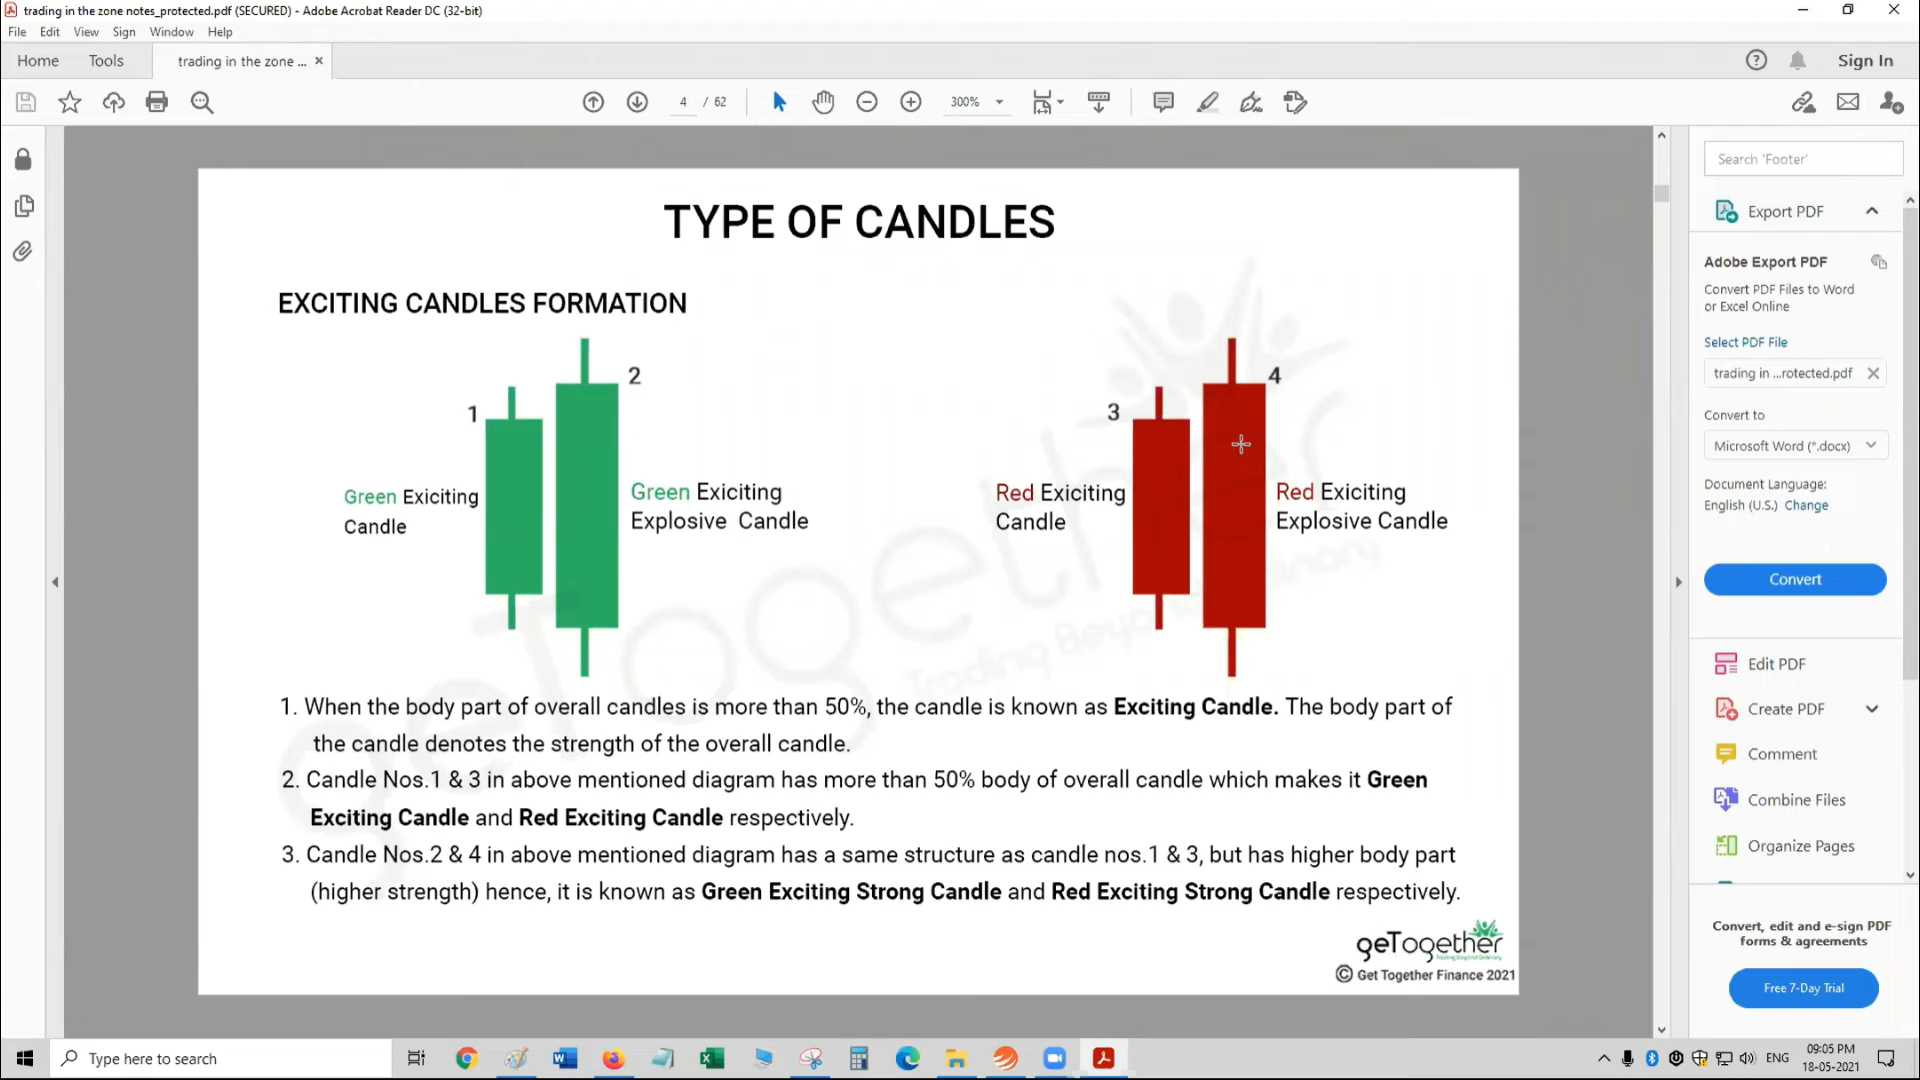 trading in the zone notes_protected.pdf (SECURED) - Adobe Acrobat Reader DC (32-bit)
File Edit View Sign Window Help
Home Tools trading in the zone ... × Sign In
4 / 62 300%
Search 'Footer'
TYPE OF CANDLES
EXCITING CANDLES FORMATION
1
2
3
4
Green Exiciting
Candle
Green Exiciting
Explosive Candle
Red Exiciting
Candle
Red Exiciting
Explosive Candle
1. When the body part of overall candles is more than 50%, the candle is known as Exciting Candle. The body part of
the candle denotes the strength of the overall candle.
2. Candle Nos.1 & 3 in above mentioned diagram has more than 50% body of overall candle which makes it Green
Exciting Candle and Red Exciting Candle respectively.
3. Candle Nos.2 & 4 in above mentioned diagram has a same structure as candle nos.1 & 3, but has higher body part
(higher strength) hence, it is known as Green Exciting Strong Candle and Red Exciting Strong Candle respectively.
geTogether
Trading Beyond Ordinary
geTogether
© Get Together Finance 2021
Export PDF
Adobe Export PDF
Convert PDF Files to Word
or Excel Online
Select PDF File
trading in ...rotected.pdf
Convert to
Microsoft Word (*.docx)
Document Language:
English (U.S.) Change
Convert
Edit PDF
Create PDF
Comment
Combine Files
Organize Pages
Convert, edit and e-sign PDF
forms & agreements
Free 7-Day Trial
Type here to search
ENG
09:05 PM
18-05-2021